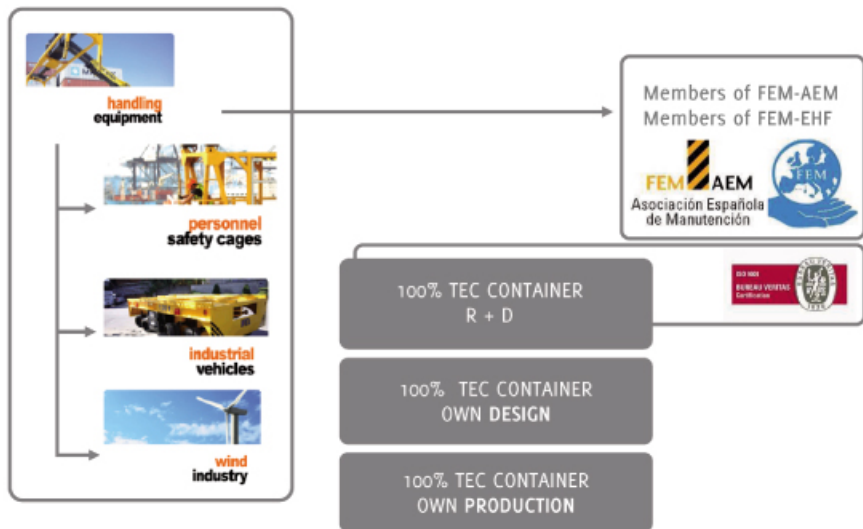 handling
equipment
personnel
safety cages
industrial
vehicles
wind
industry
Members of FEM-AEM
Members of FEM-EHF
FEM AEM
Asociación Española
de Manutención
FEM
ISO 9001
BUREAU VERITAS
Certification
100% TEC CONTAINER
R + D
100% TEC CONTAINER
OWN DESIGN
100% TEC CONTAINER
OWN PRODUCTION